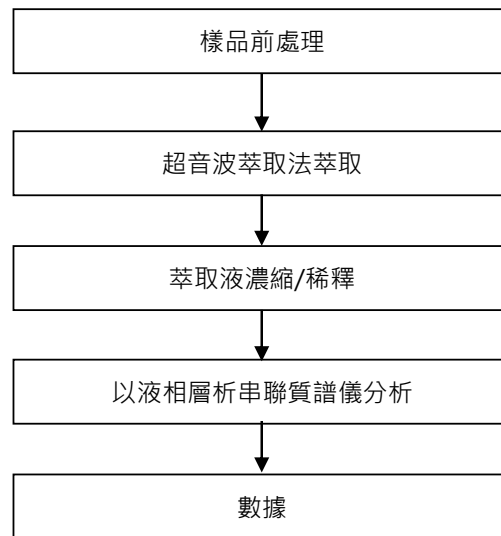 樣品前處理
超音波萃取法萃取
萃取液濃縮/稀釋
以液相層析串聯質譜儀分析
數據